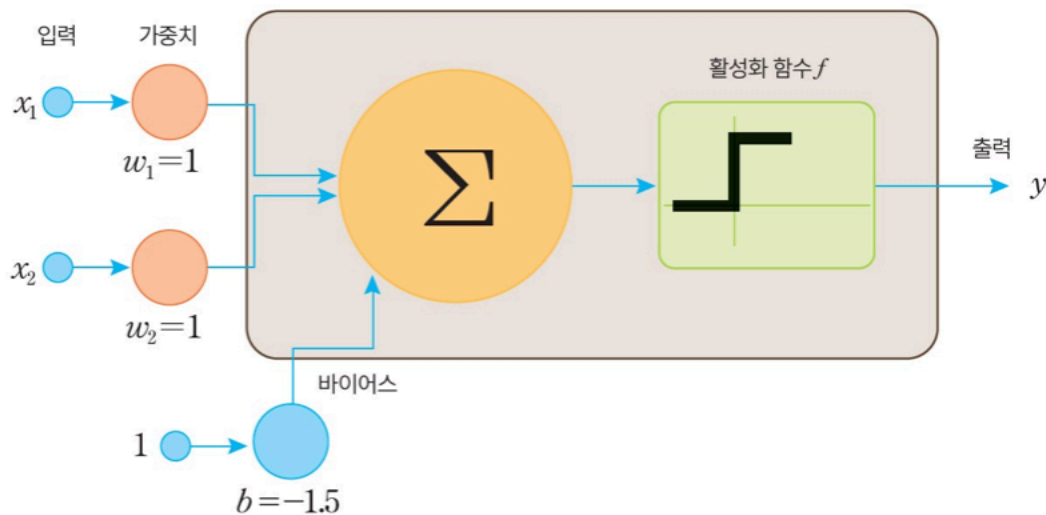 입력
가중치
활성화 함수 f
x₁
w₁=1
Σ
출력
y
x₂
w₂=1
바이어스
1
b=-1.5